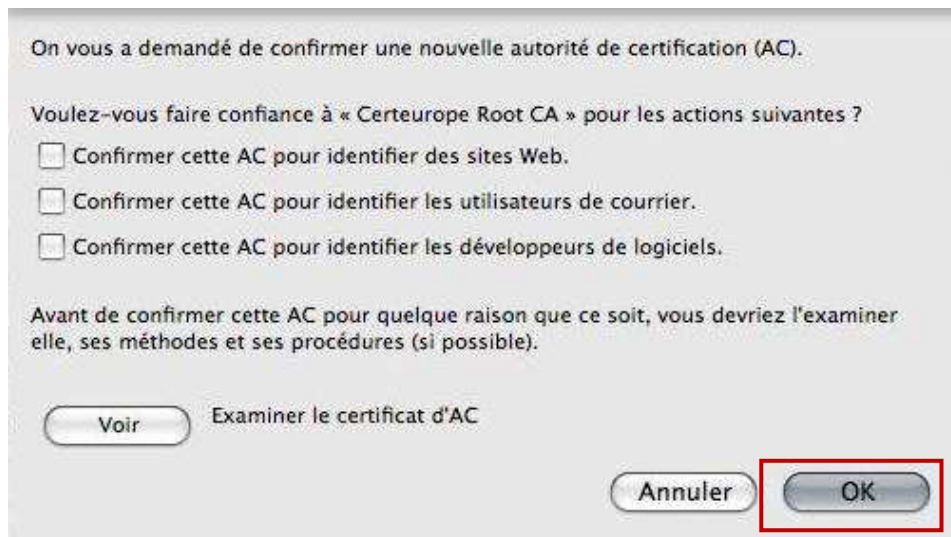 On vous a demandé de confirmer une nouvelle autorité de certification (AC).
Voulez-vous faire confiance à « Certeurope Root CA » pour les actions suivantes ?
Confirmer cette AC pour identifier des sites Web.
Confirmer cette AC pour identifier les utilisateurs de courrier.
Confirmer cette AC pour identifier les développeurs de logiciels.
Avant de confirmer cette AC pour quelque raison que ce soit, vous devriez l'examiner
elle, ses méthodes et ses procédures (si possible).
Voir Examiner le certificat d'AC
Annuler OK